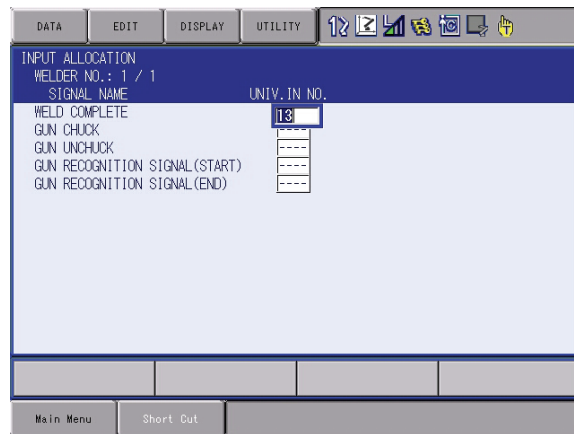 DATA EDIT DISPLAY UTILITY
INPUT ALLOCATION
WELDER NO.: 1 / 1
SIGNAL NAME UNIV.IN NO.
WELD COMPLETE 13
GUN CHUCK ----
GUN UNCHUCK ----
GUN RECOGNITION SIGNAL(START) ----
GUN RECOGNITION SIGNAL(END) ----
Main Menu Short Cut